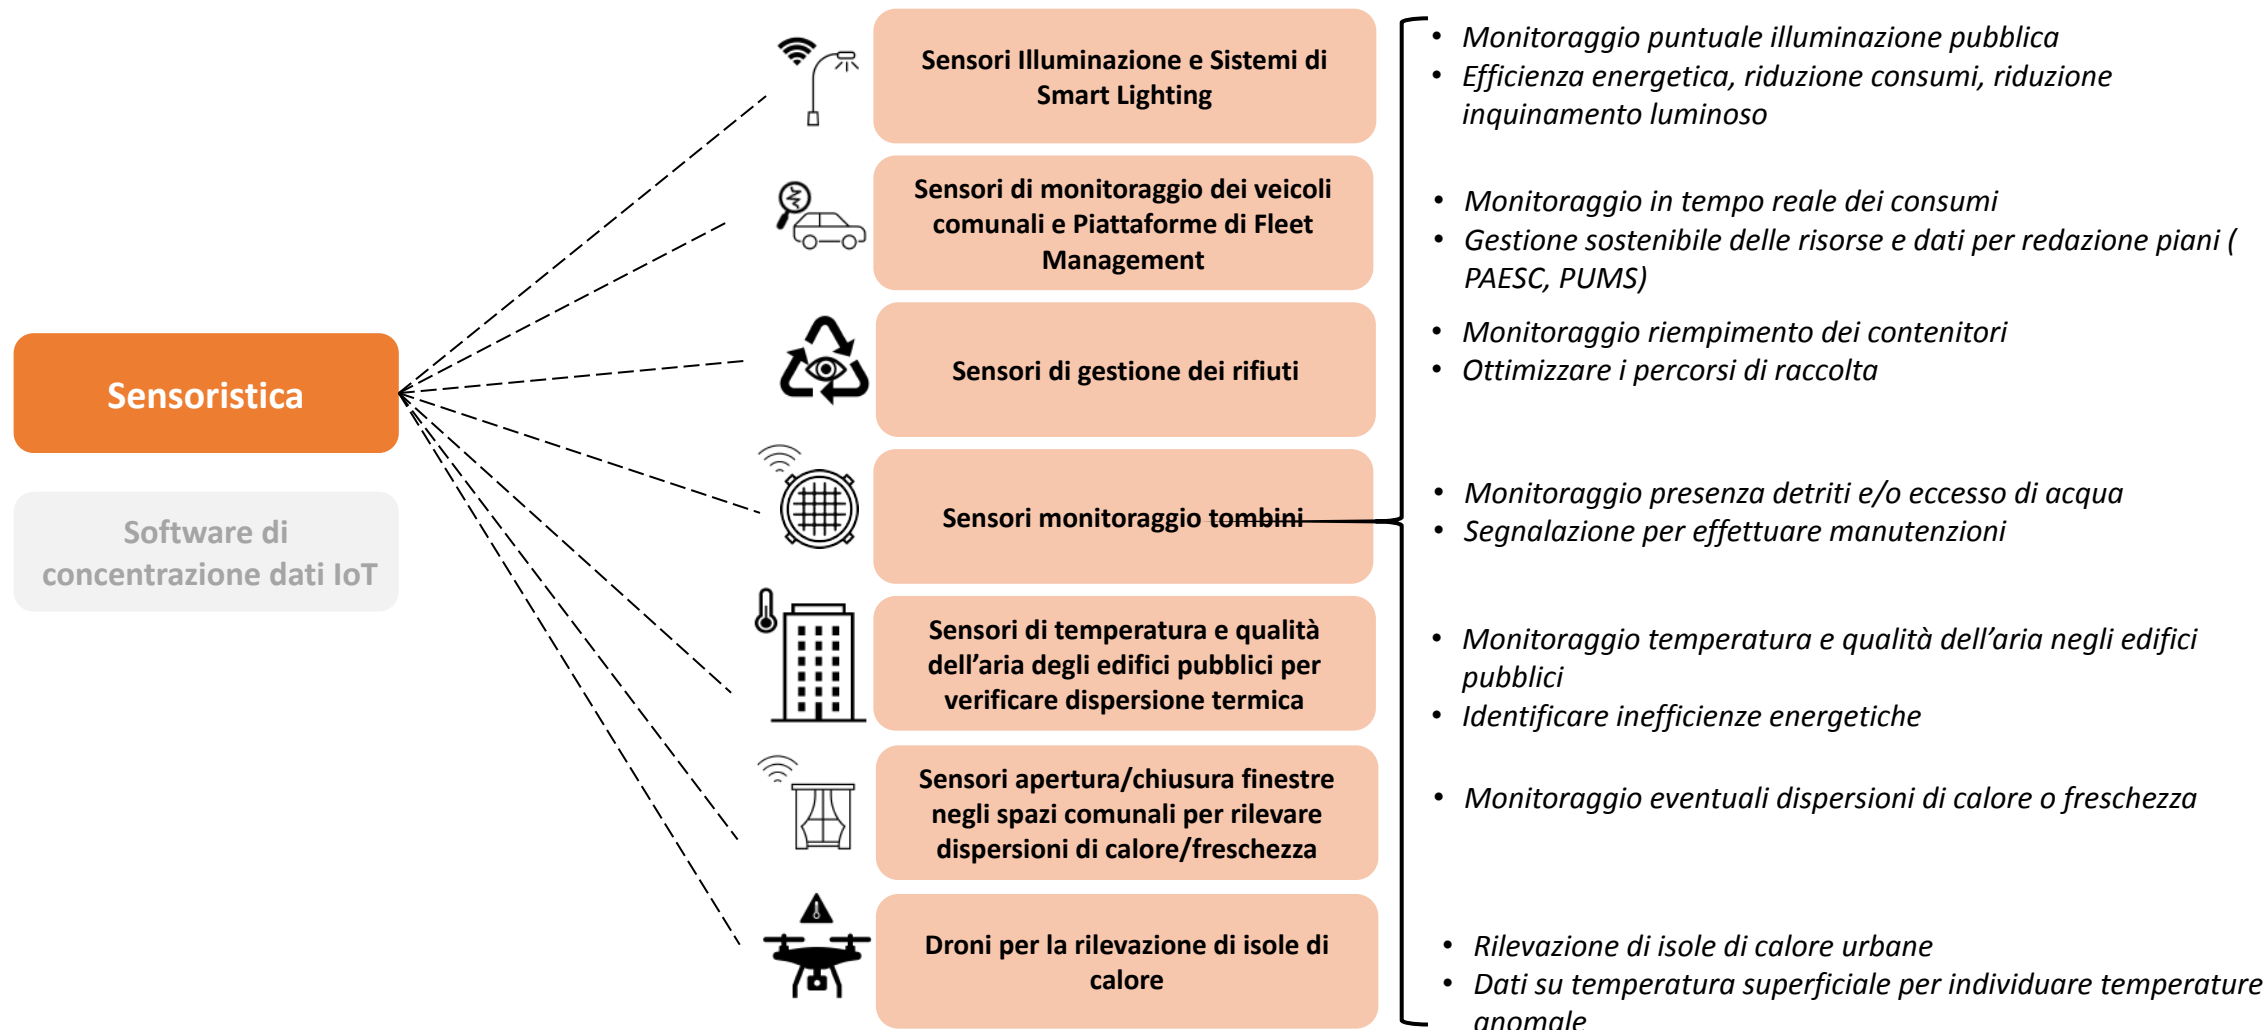 Sensoristica
Software di
concentrazione dati IoT
Sensori Illuminazione e Sistemi di
Smart Lighting
• Monitoraggio puntuale illuminazione pubblica
• Efficienza energetica, riduzione consumi, riduzione
inquinamento luminoso
Sensori di monitoraggio dei veicoli
comunali e Piattaforme di Fleet
Management
• Monitoraggio in tempo reale dei consumi
• Gestione sostenibile delle risorse e dati per redazione piani (
PAESC, PUMS)
Sensori di gestione dei rifiuti
• Monitoraggio riempimento dei contenitori
• Ottimizzare i percorsi di raccolta
Sensori monitoraggio tombini
• Monitoraggio presenza detriti e/o eccesso di acqua
• Segnalazione per effettuare manutenzioni
Sensori di temperatura e qualità
dell’aria degli edifici pubblici per
verificare dispersione termica
• Monitoraggio temperatura e qualità dell’aria negli edifici
pubblici
• Identificare inefficienze energetiche
Sensori apertura/chiusura finestre
negli spazi comunali per rilevare
dispersioni di calore/freschezza
• Monitoraggio eventuali dispersioni di calore o freschezza
Droni per la rilevazione di isole di
calore
• Rilevazione di isole di calore urbane
• Dati su temperatura superficiale per individuare temperature
anomale